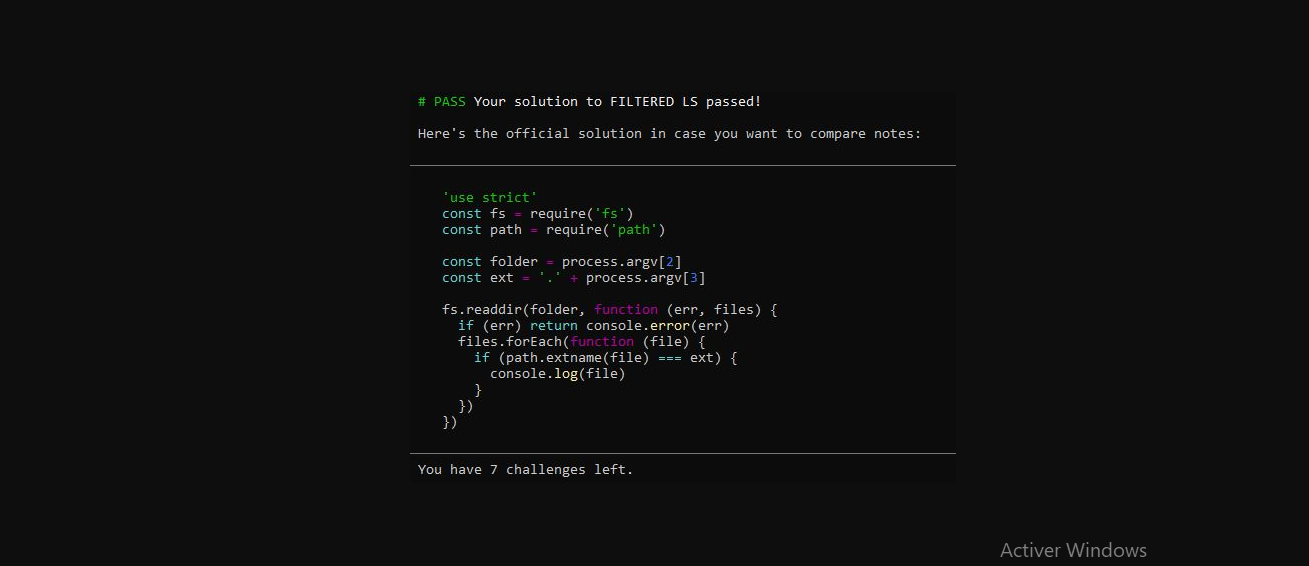 # PASS Your solution to FILTERED LS passed!
Here's the official solution in case you want to compare notes:
'use strict'
const fs = require('fs')
const path = require('path')
const folder = process.argv[2]
const ext = '.' + process.argv[3]
fs.readdir(folder, function (err, files) {
if (err) return console.error(err)
files.forEach(function (file) {
if (path.extname(file) === ext) {
console.log(file)
}
})
})
You have 7 challenges left.
Activer Windows